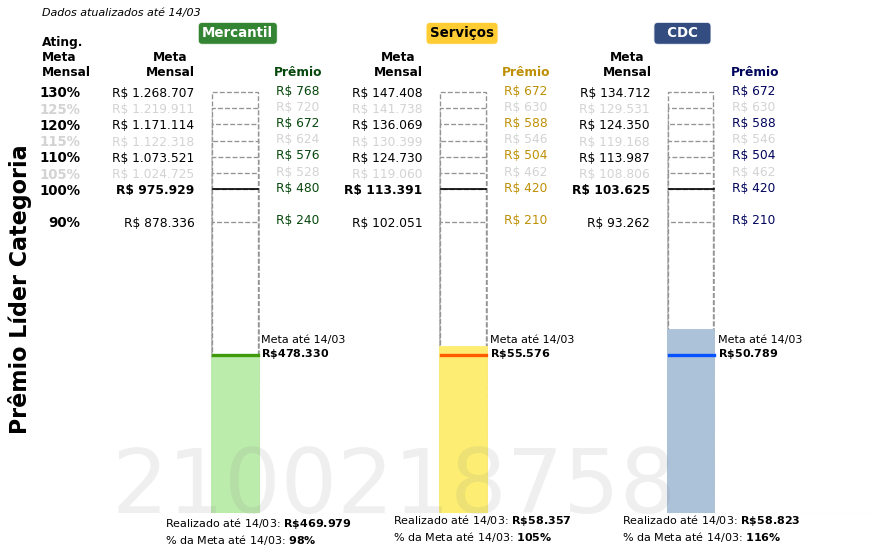 Dados atualizados até 14/03
Mercantil Serviços CDC
Ating.
Meta Meta Meta Meta
Mensal Mensal Prêmio Mensal Prêmio Mensal Prêmio
130% R$ 1.268.707 R$ 768 R$ 147.408 R$ 672 R$ 134.712 R$ 672
125% R$ 1.219.911 R$ 720 R$ 141.738 R$ 630 R$ 129.531 R$ 630
120% R$ 1.171.114 R$ 672 R$ 136.069 R$ 588 R$ 124.350 R$ 588
115% R$ 1.122.318 R$ 624 R$ 130.399 R$ 546 R$ 119.168 R$ 546
110% R$ 1.073.521 R$ 576 R$ 124.730 R$ 504 R$ 113.987 R$ 504
105% R$ 1.024.725 R$ 528 R$ 119.060 R$ 462 R$ 108.806 R$ 462
100% R$ 975.929 R$ 480 R$ 113.391 R$ 420 R$ 103.625 R$ 420
90% R$ 878.336 R$ 240 R$ 102.051 R$ 210 R$ 93.262 R$ 210
Prêmio Líder Categoria
Meta até 14/03 Meta até 14/03 Meta até 14/03
R$478.330 R$55.576 R$50.789
2100218758
Realizado até 14/03: R$469.979 Realizado até 14/03: R$58.357 Realizado até 14/03: R$58.823
% da Meta até 14/03: 98% % da Meta até 14/03: 105% % da Meta até 14/03: 116%